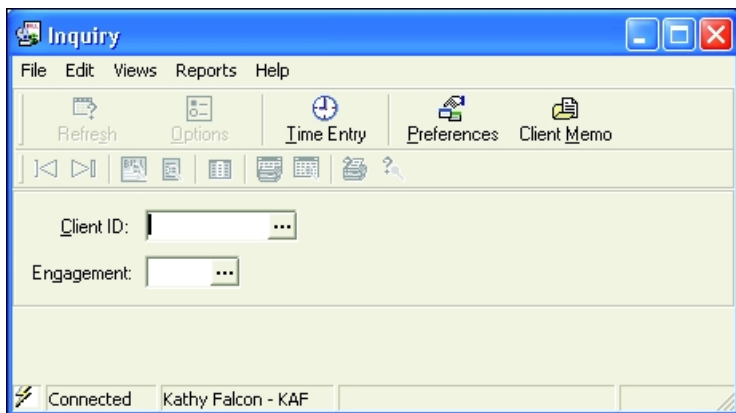 Inquiry
File Edit Views Reports Help
Refresh Options Time Entry Preferences Client Memo
Client ID:
Engagement:
Connected Kathy Falcon - KAF